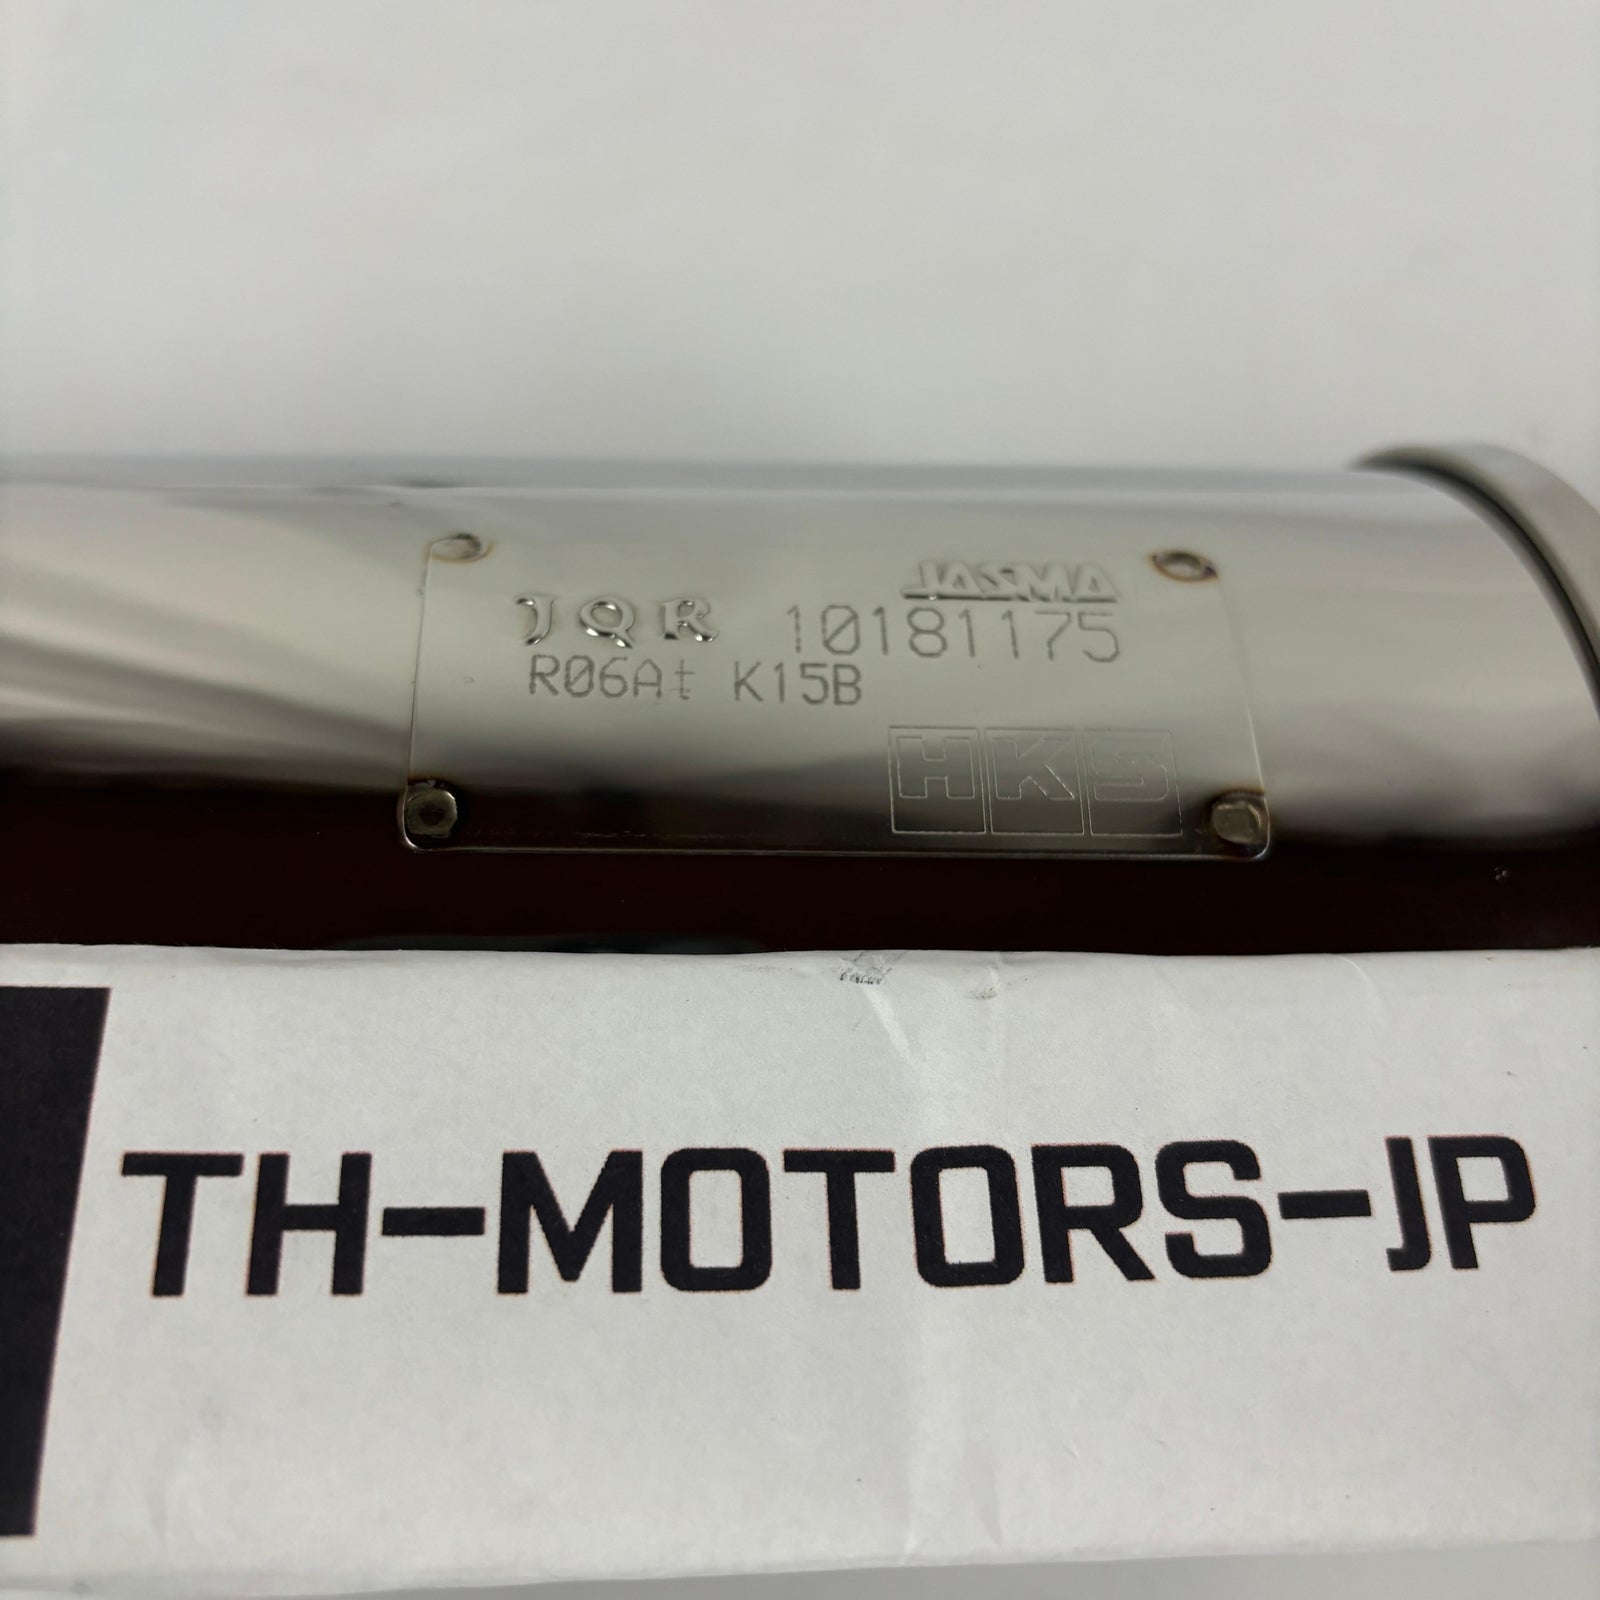 JASMA
JQR 10181175
R06At K15B
HKS
TH-MOTORS-JP